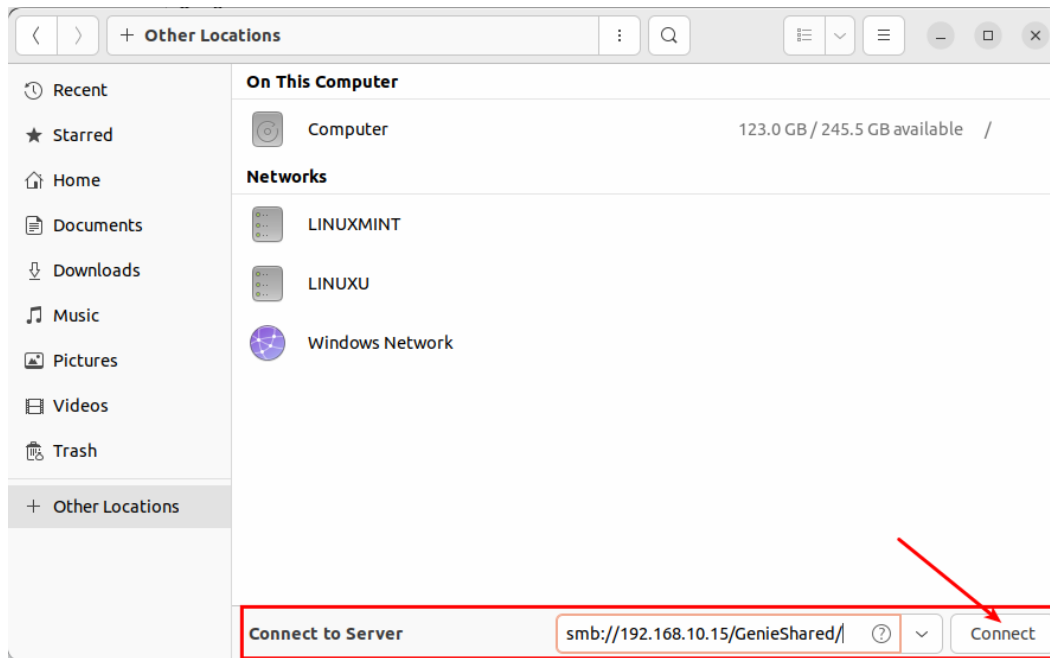 + Other Locations
Recent
Starred
Home
Documents
Downloads
Music
Pictures
Videos
Trash
+ Other Locations
On This Computer
Computer 123.0 GB / 245.5 GB available /
Networks
LINUXMINT
LINUXU
Windows Network
Connect to Server smb://192.168.10.15/GenieShared/ ? Connect